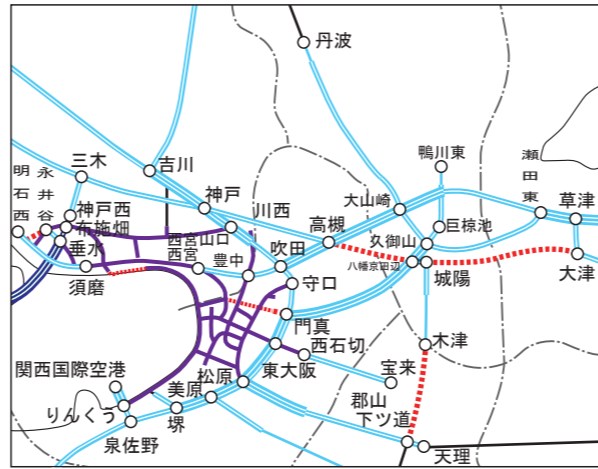 丹波
三木
吉川
鴨川東
瀬田東
明石西
永井谷
神戸西
布施畑
神戸
川西
大山崎
巨椋池
草津
垂水
西宮山口
西宮
豊中
吹田
高槻
久御山
八幡京田辺
城陽
大津
須磨
守口
門真
西石切
木津
関西国際空港
東大阪
宝来
松原
美原
郡山
下ツ道
りんくう
堺
泉佐野
天理